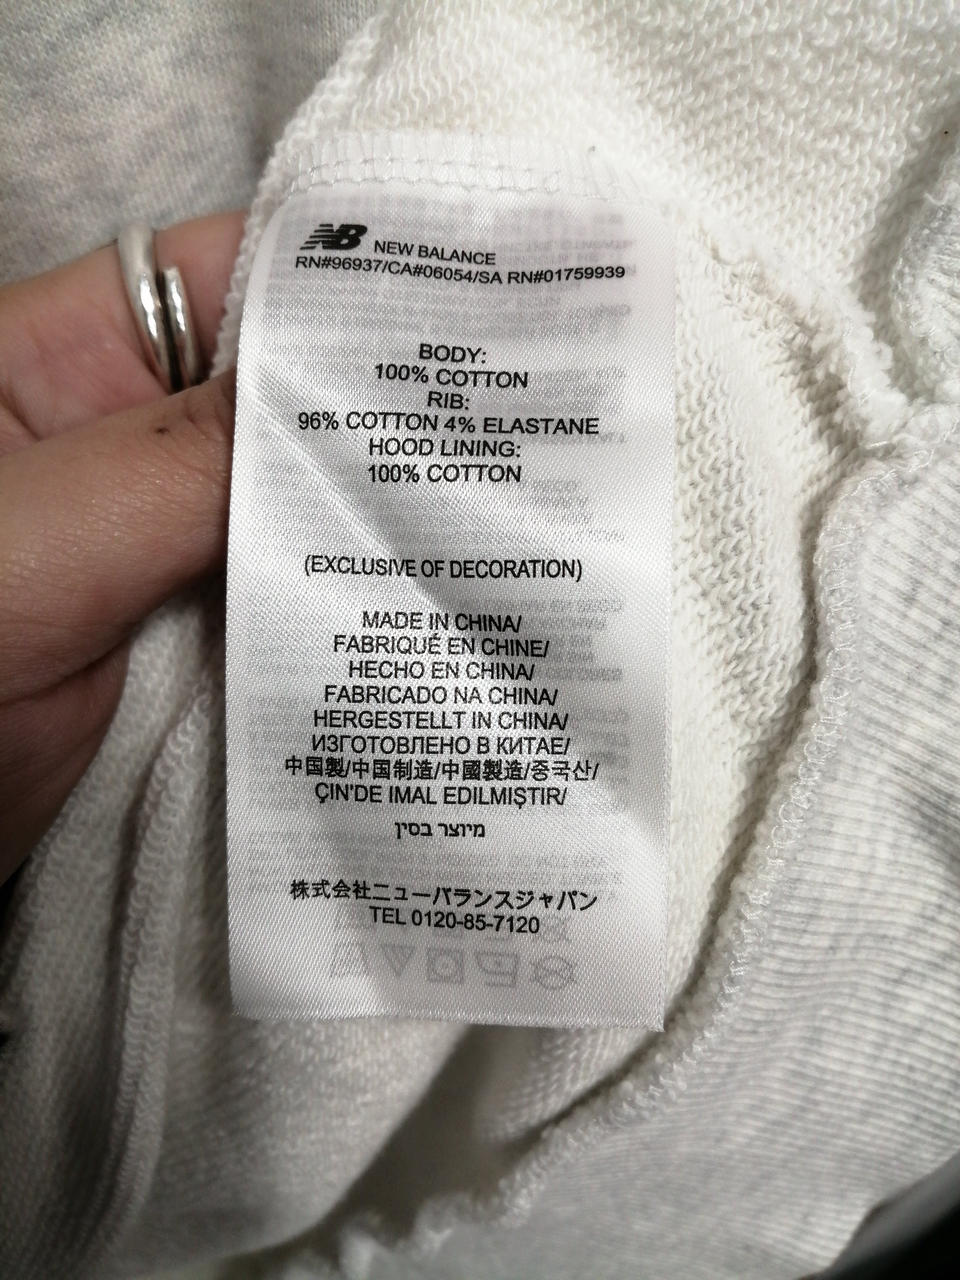 NB NEW BALANCE
RN#96937/CA#06054/SA RN#01759939
BODY:
100% COTTON
RIB:
96% COTTON 4% ELASTANE
HOOD LINING:
100% COTTON
(EXCLUSIVE OF DECORATION)
MADE IN CHINA/
FABRIQUÉ EN CHINE/
HECHO EN CHINA/
FABRICADO NA CHINA/
HERGESTELLT IN CHINA/
ИЗГОТОВЛЕНО В КИТАЕ/
中国製/中国制造/中國製造/중국산/
ÇIN'DE IMAL EDILMIŞTIR/
מיוצר בסין
株式会社ニューバランスジャパン
TEL 0120-85-7120